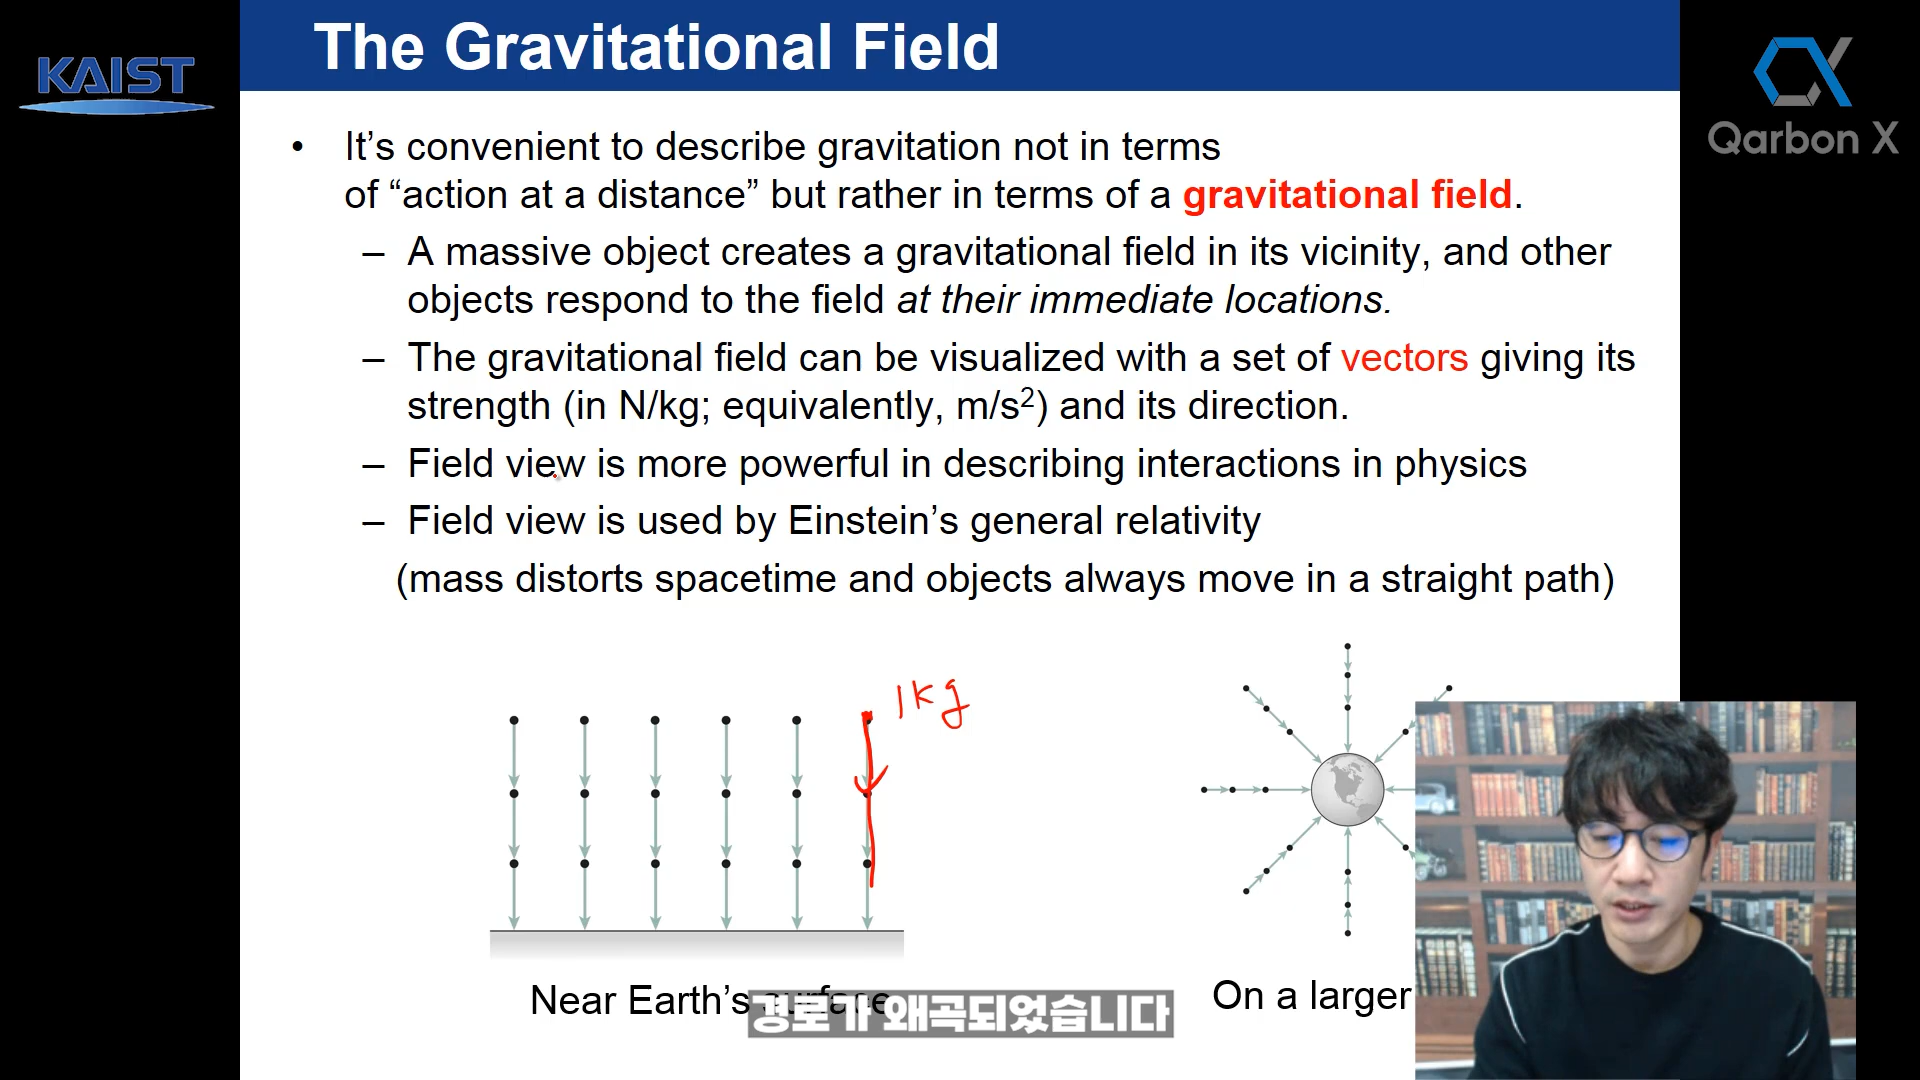 The Gravitational Field
KAIST
Qarbon X
• It’s convenient to describe gravitation not in terms
of “action at a distance” but rather in terms of a gravitational field.
– A massive object creates a gravitational field in its vicinity, and other
objects respond to the field at their immediate locations.
– The gravitational field can be visualized with a set of vectors giving its
strength (in N/kg; equivalently, m/s²) and its direction.
– Field view is more powerful in describing interactions in physics
– Field view is used by Einstein’s general relativity
(mass distorts spacetime and objects always move in a straight path)
1kg
Near Earth’s surface
On a larger
경로가 왜곡되었습니다